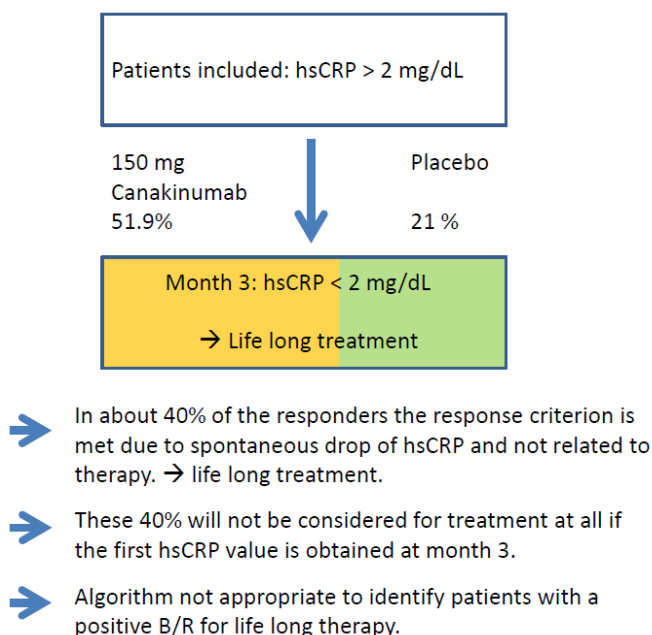 Patients included: hsCRP > 2 mg/dL
150 mg Placebo
Canakinumab
51.9% 21 %
Month 3: hsCRP < 2 mg/dL
→ Life long treatment
In about 40% of the responders the response criterion is
met due to spontaneous drop of hsCRP and not related to
therapy. → life long treatment.
These 40% will not be considered for treatment at all if
the first hsCRP value is obtained at month 3.
Algorithm not appropriate to identify patients with a
positive B/R for life long therapy.